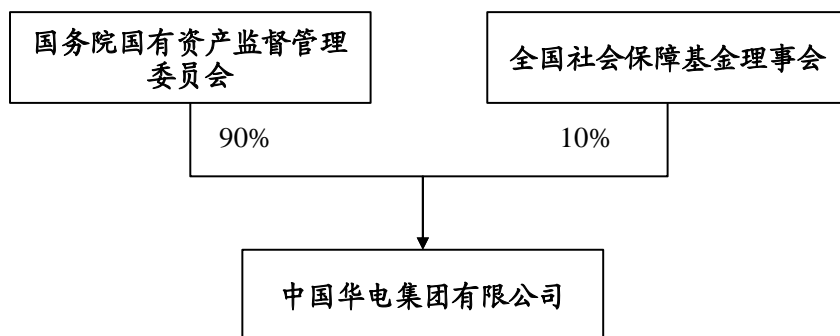 国务院国有资产监督管理
委员会
全国社会保障基金理事会
90%
10%
中国华电集团有限公司